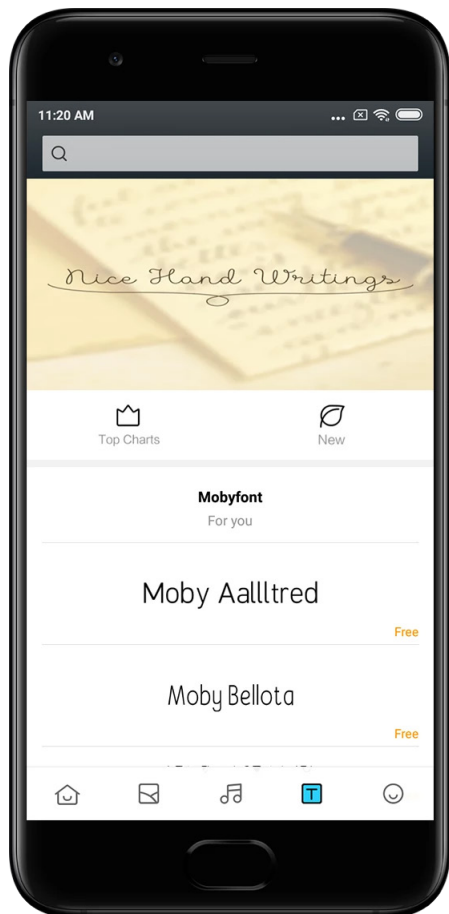 11:20 AM
Nice Hand Writings
Top Charts
New
Mobyfont
For you
Moby Aallltred
Free
Moby Bellota
Free
T